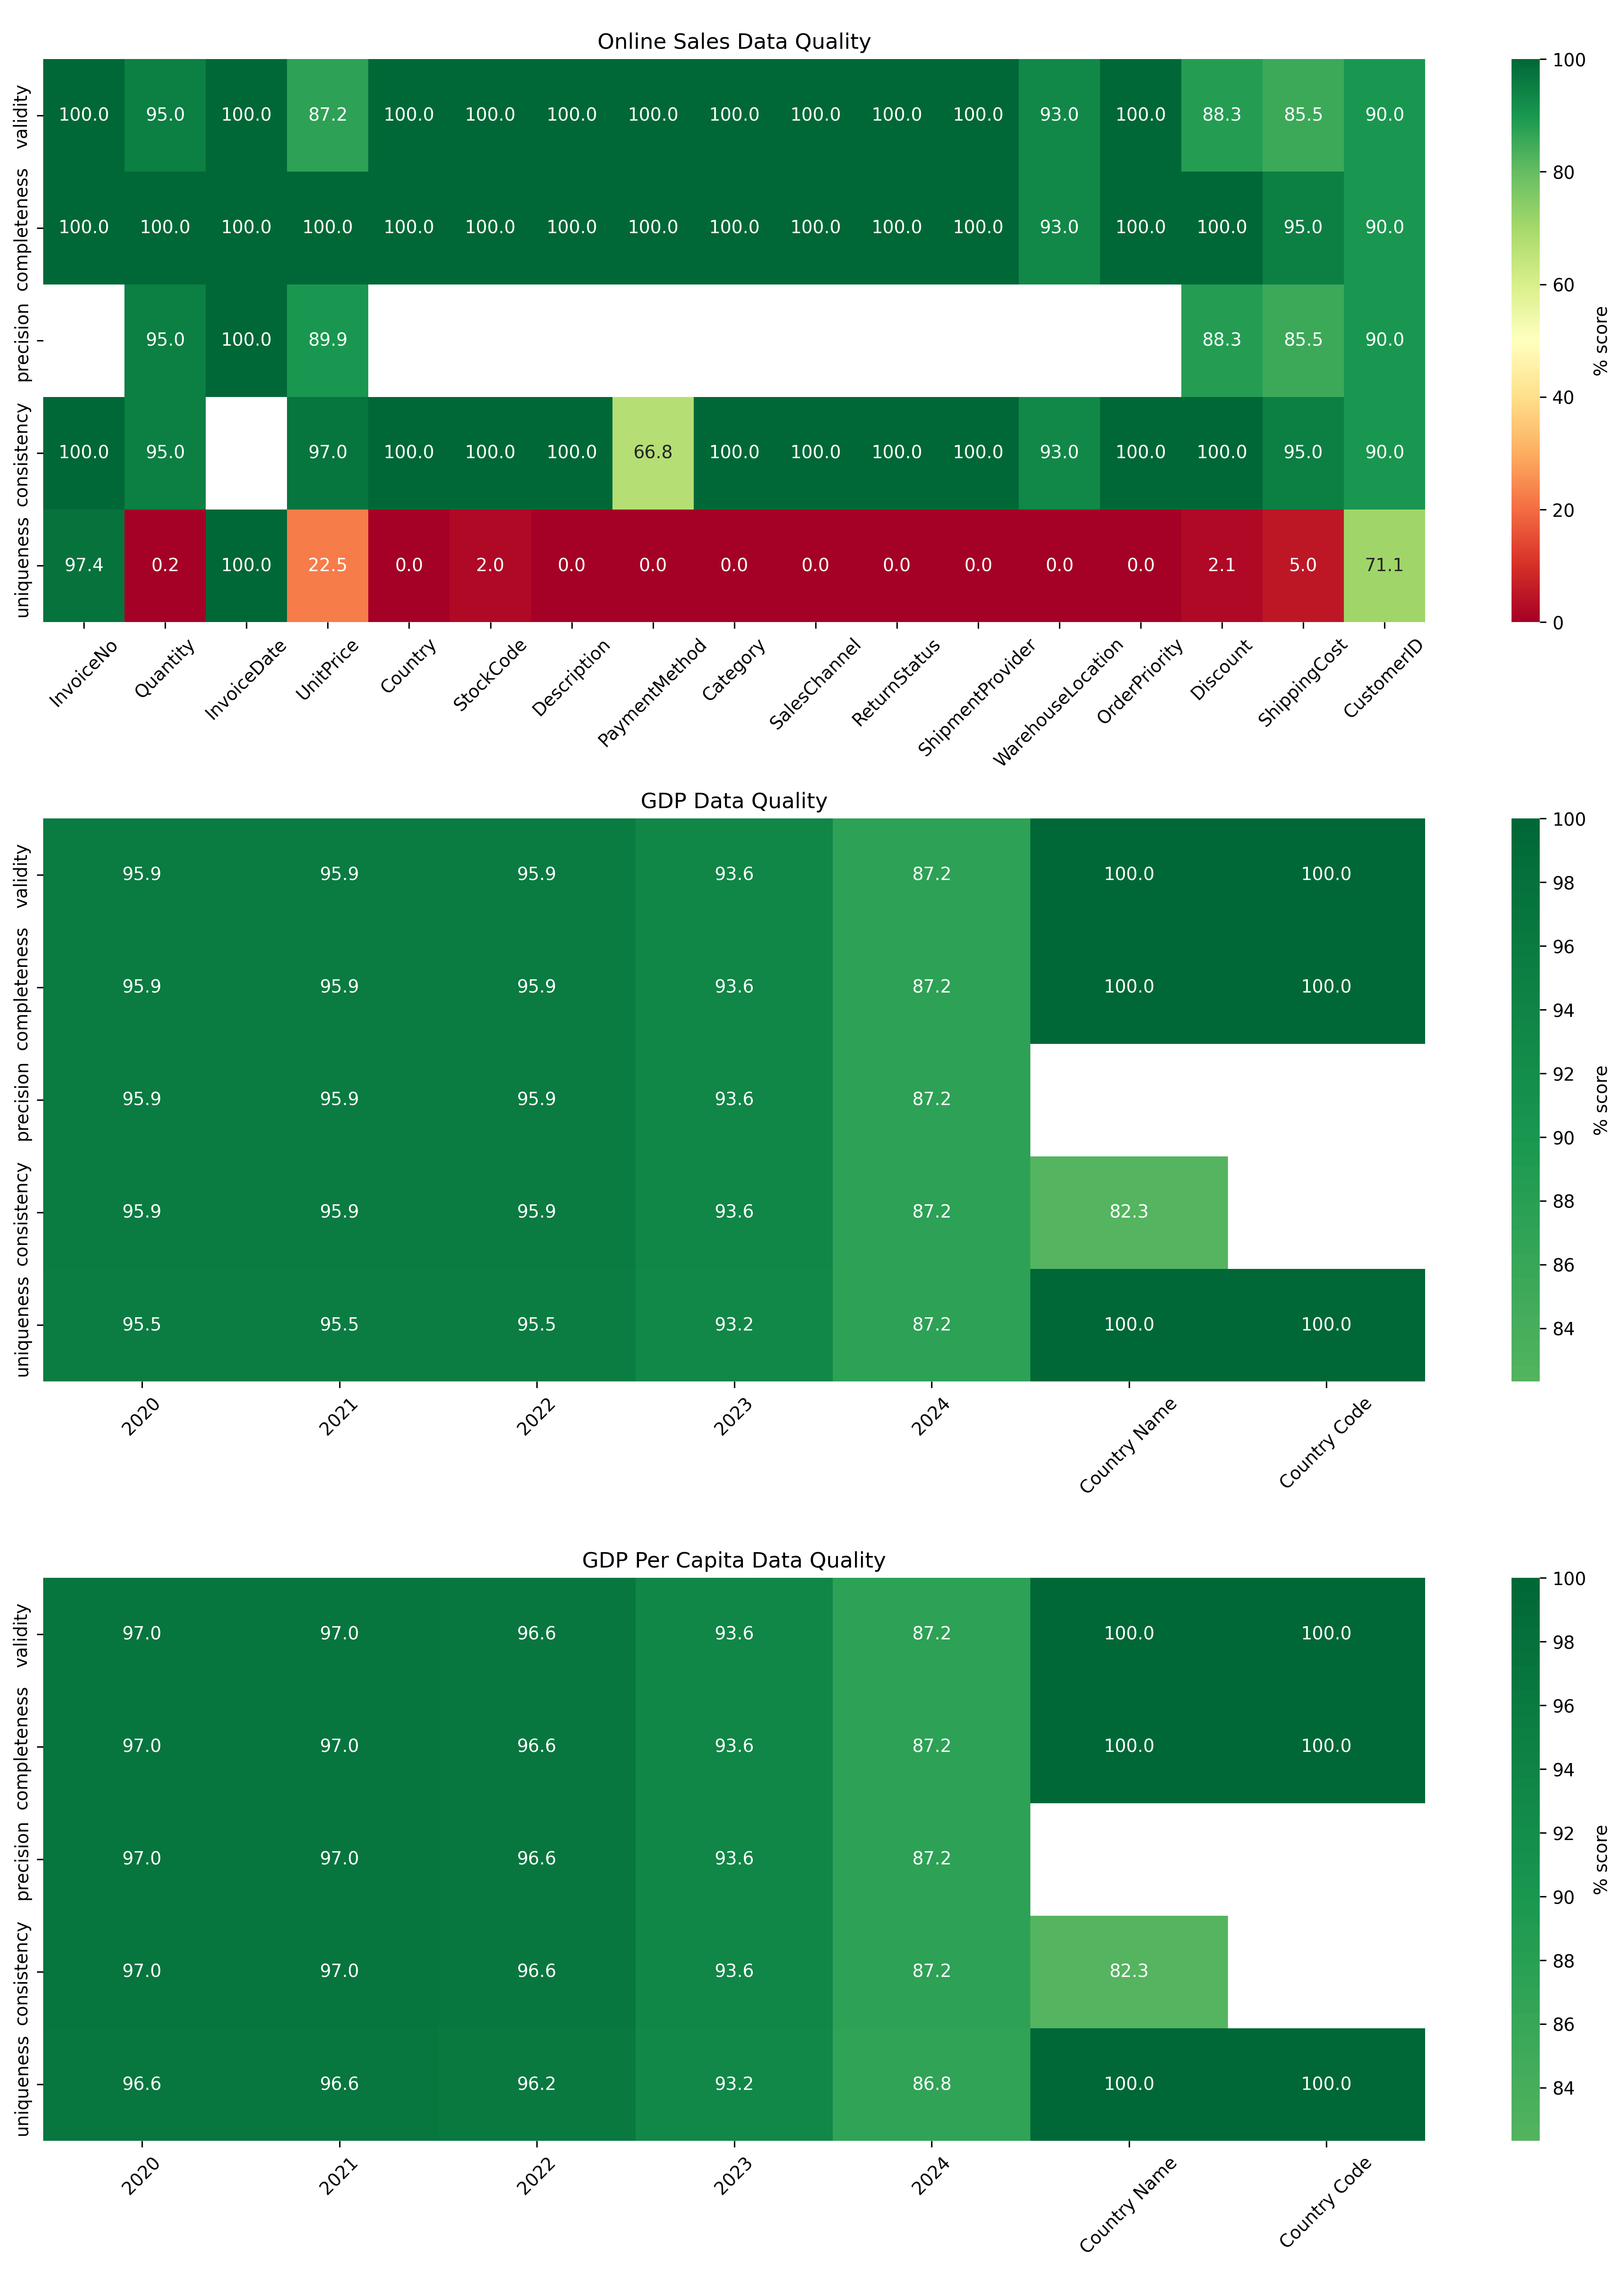 Online Sales Data Quality
validity 100.0 95.0 100.0 87.2 100.0 100.0 100.0 100.0 100.0 100.0 100.0 100.0 93.0 100.0 88.3 85.5 90.0
completeness 100.0 100.0 100.0 100.0 100.0 100.0 100.0 100.0 100.0 100.0 100.0 100.0 93.0 100.0 100.0 95.0 90.0
precision 95.0 100.0 89.9 88.3 85.5 90.0
consistency 100.0 95.0 97.0 100.0 100.0 100.0 66.8 100.0 100.0 100.0 100.0 93.0 100.0 100.0 95.0 90.0
uniqueness 97.4 0.2 100.0 22.5 0.0 2.0 0.0 0.0 0.0 0.0 0.0 0.0 0.0 0.0 2.1 5.0 71.1
InvoiceNo Quantity InvoiceDate UnitPrice Country StockCode Description PaymentMethod Category SalesChannel ReturnStatus ShipmentProvider WarehouseLocation OrderPriority Discount ShippingCost CustomerID
100
80
60
40
20
0
% score
GDP Data Quality
validity 95.9 95.9 95.9 93.6 87.2 100.0 100.0
completeness 95.9 95.9 95.9 93.6 87.2 100.0 100.0
precision 95.9 95.9 95.9 93.6 87.2
consistency 95.9 95.9 95.9 93.6 87.2 82.3
uniqueness 95.5 95.5 95.5 93.2 87.2 100.0 100.0
2020 2021 2022 2023 2024 Country Name Country Code
100
98
96
94
92
90
88
86
84
% score
GDP Per Capita Data Quality
validity 97.0 97.0 96.6 93.6 87.2 100.0 100.0
completeness 97.0 97.0 96.6 93.6 87.2 100.0 100.0
precision 97.0 97.0 96.6 93.6 87.2
consistency 97.0 97.0 96.6 93.6 87.2 82.3
uniqueness 96.6 96.6 96.2 93.2 86.8 100.0 100.0
2020 2021 2022 2023 2024 Country Name Country Code
100
98
96
94
92
90
88
86
84
% score